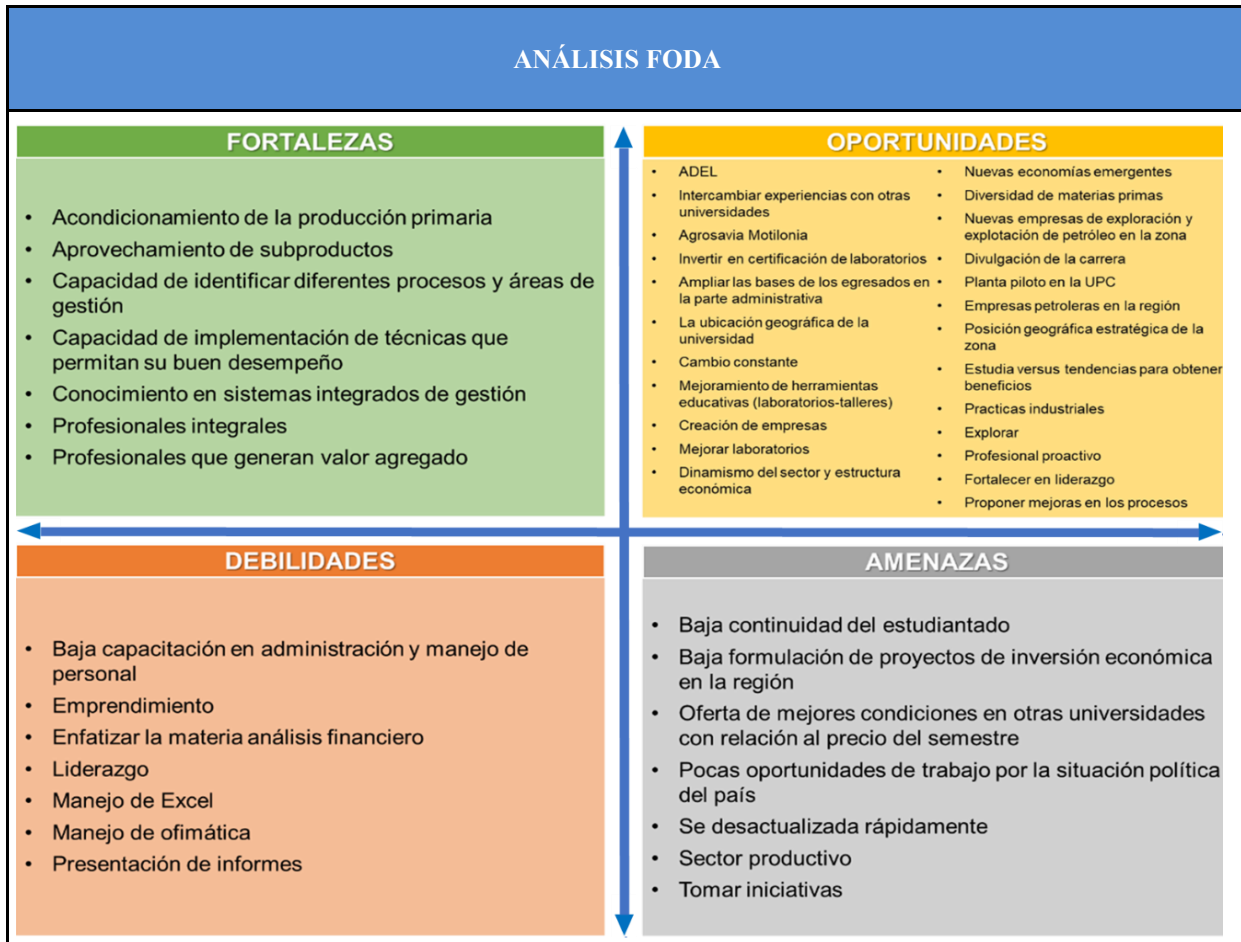 ANÁLISIS FODA
FORTALEZAS
• Acondicionamiento de la producción primaria
• Aprovechamiento de subproductos
• Capacidad de identificar diferentes procesos y áreas de
gestión
• Capacidad de implementación de técnicas que
permitan su buen desempeño
• Conocimiento en sistemas integrados de gestión
• Profesionales integrales
• Profesionales que generan valor agregado
OPORTUNIDADES
• ADEL
• Intercambiar experiencias con otras
universidades
• Agrosavia Motilonia
• Invertir en certificación de laboratorios
• Ampliar las bases de los egresados en
la parte administrativa
• La ubicación geográfica de la
universidad
• Cambio constante
• Mejoramiento de herramientas
educativas (laboratorios-talleres)
• Creación de empresas
• Mejorar laboratorios
• Dinamismo del sector y estructura
económica
• Nuevas economías emergentes
• Diversidad de materias primas
• Nuevas empresas de exploración y
explotación de petróleo en la zona
• Divulgación de la carrera
• Planta piloto en la UPC
• Empresas petroleras en la región
• Posición geográfica estratégica de la
zona
• Estudia versus tendencias para obtener
beneficios
• Practicas industriales
• Explorar
• Profesional proactivo
• Fortalecer en liderazgo
• Proponer mejoras en los procesos
DEBILIDADES
• Baja capacitación en administración y manejo de
personal
• Emprendimiento
• Enfatizar la materia análisis financiero
• Liderazgo
• Manejo de Excel
• Manejo de ofimática
• Presentación de informes
AMENAZAS
• Baja continuidad del estudiantado
• Baja formulación de proyectos de inversión económica
en la región
• Oferta de mejores condiciones en otras universidades
con relación al precio del semestre
• Pocas oportunidades de trabajo por la situación política
del país
• Se desactualizada rápidamente
• Sector productivo
• Tomar iniciativas